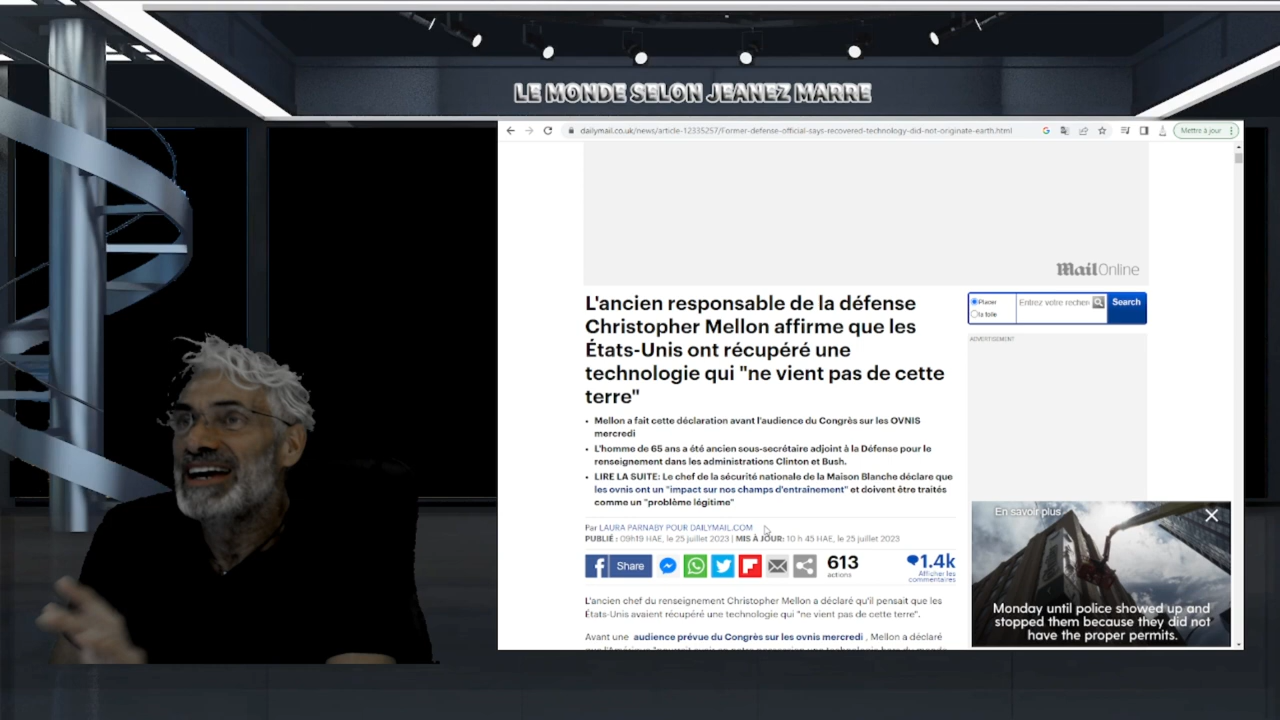 LE MONDE SELON JEANEZ MARRE
dailymail.co.uk/news/article-12335257/Former-defense-official-says-recovered-technology-did-not-originate-earth.html
Mettre à jour
MailOnline
L'ancien responsable de la défense
Christopher Mellon affirme que les
États-Unis ont récupéré une
technologie qui "ne vient pas de cette
terre"
Placer
la toile
Entrez votre recher
Search
ADVERTISEMENT
• Mellon a fait cette déclaration avant l'audience du Congrès sur les OVNIS
mercredi
• L'homme de 65 ans a été ancien sous-secrétaire adjoint à la Défense pour le
renseignement dans les administrations Clinton et Bush.
• LIRE LA SUITE: Le chef de la sécurité nationale de la Maison Blanche déclare que
les ovnis ont un "impact sur nos champs d'entraînement" et doivent être traités
comme un "problème légitime"
Par LAURA PARNABY POUR DAILYMAIL.COM
PUBLIÉ : 09h19 HAE, le 25 juillet 2023 | MIS À JOUR: 10 h 45 HAE, le 25 juillet 2023
Share
613
actions
1.4k
Afficher les
commentaires
L'ancien chef du renseignement Christopher Mellon a déclaré qu'il pensait que les
États-Unis avaient récupéré une technologie qui "ne vient pas de cette terre".
Avant une audience prévue du Congrès sur les ovnis mercredi , Mellon a déclaré
En savoir plus
Monday until police showed up and
stopped them because they did not
have the proper permits.